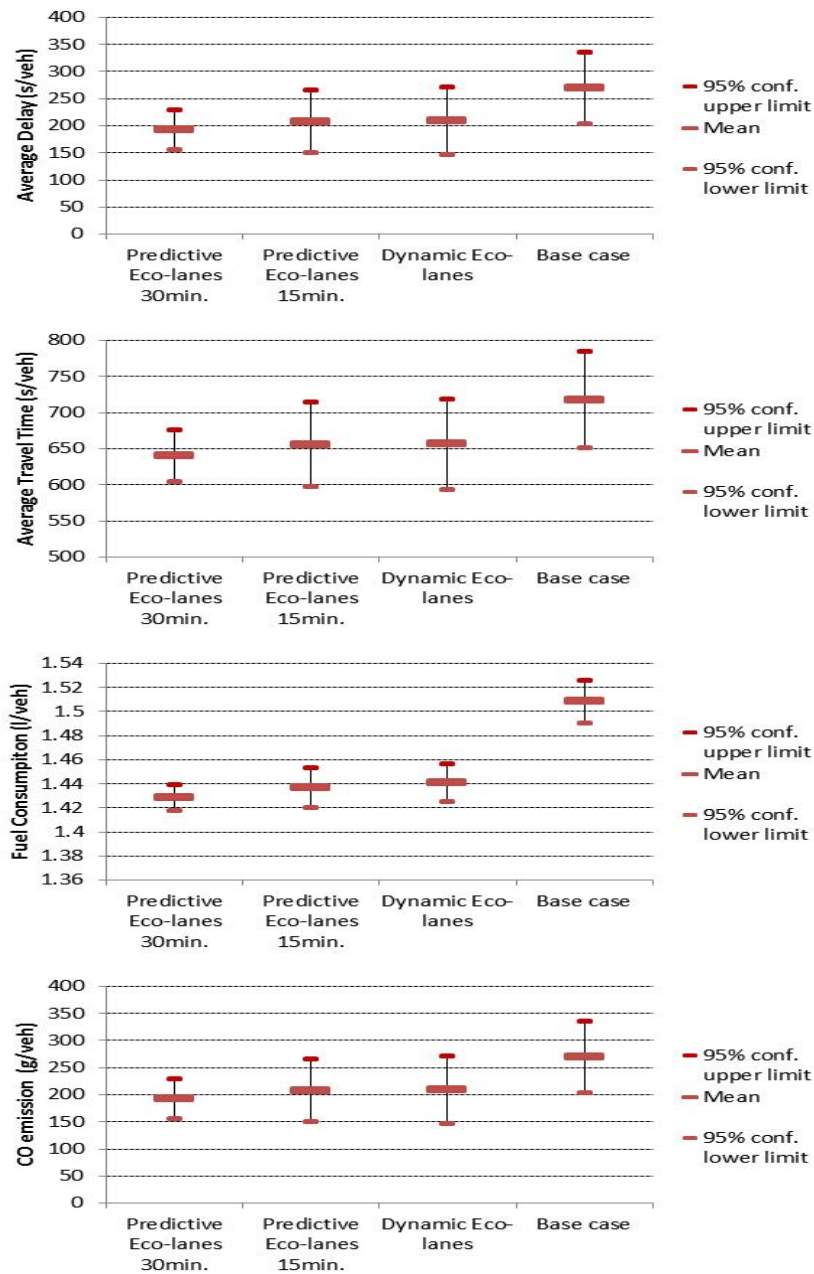 Average Delay (s/veh)
400
350
300
250
200
150
100
50
0
Predictive
Eco-lanes
30min.
Predictive
Eco-lanes
15min.
Dynamic Eco-
lanes
Base case
95% conf.
upper limit
Mean
95% conf.
lower limit
Average Travel Time (s/veh)
800
750
700
650
600
550
500
Predictive
Eco-lanes
30min.
Predictive
Eco-lanes
15min.
Dynamic Eco-
lanes
Base case
95% conf.
upper limit
Mean
95% conf.
lower limit
Fuel Consumpiton (l/veh)
1.54
1.52
1.5
1.48
1.46
1.44
1.42
1.4
1.38
1.36
Predictive
Eco-lanes
30min.
Predictive
Eco-lanes
15min.
Dynamic Eco-
lanes
Base case
95% conf.
upper limit
Mean
95% conf.
lower limit
CO emission (g/veh)
400
350
300
250
200
150
100
50
0
Predictive
Eco-lanes
30min.
Predictive
Eco-lanes
15min.
Dynamic Eco-
lanes
Base case
95% conf.
upper limit
Mean
95% conf.
lower limit